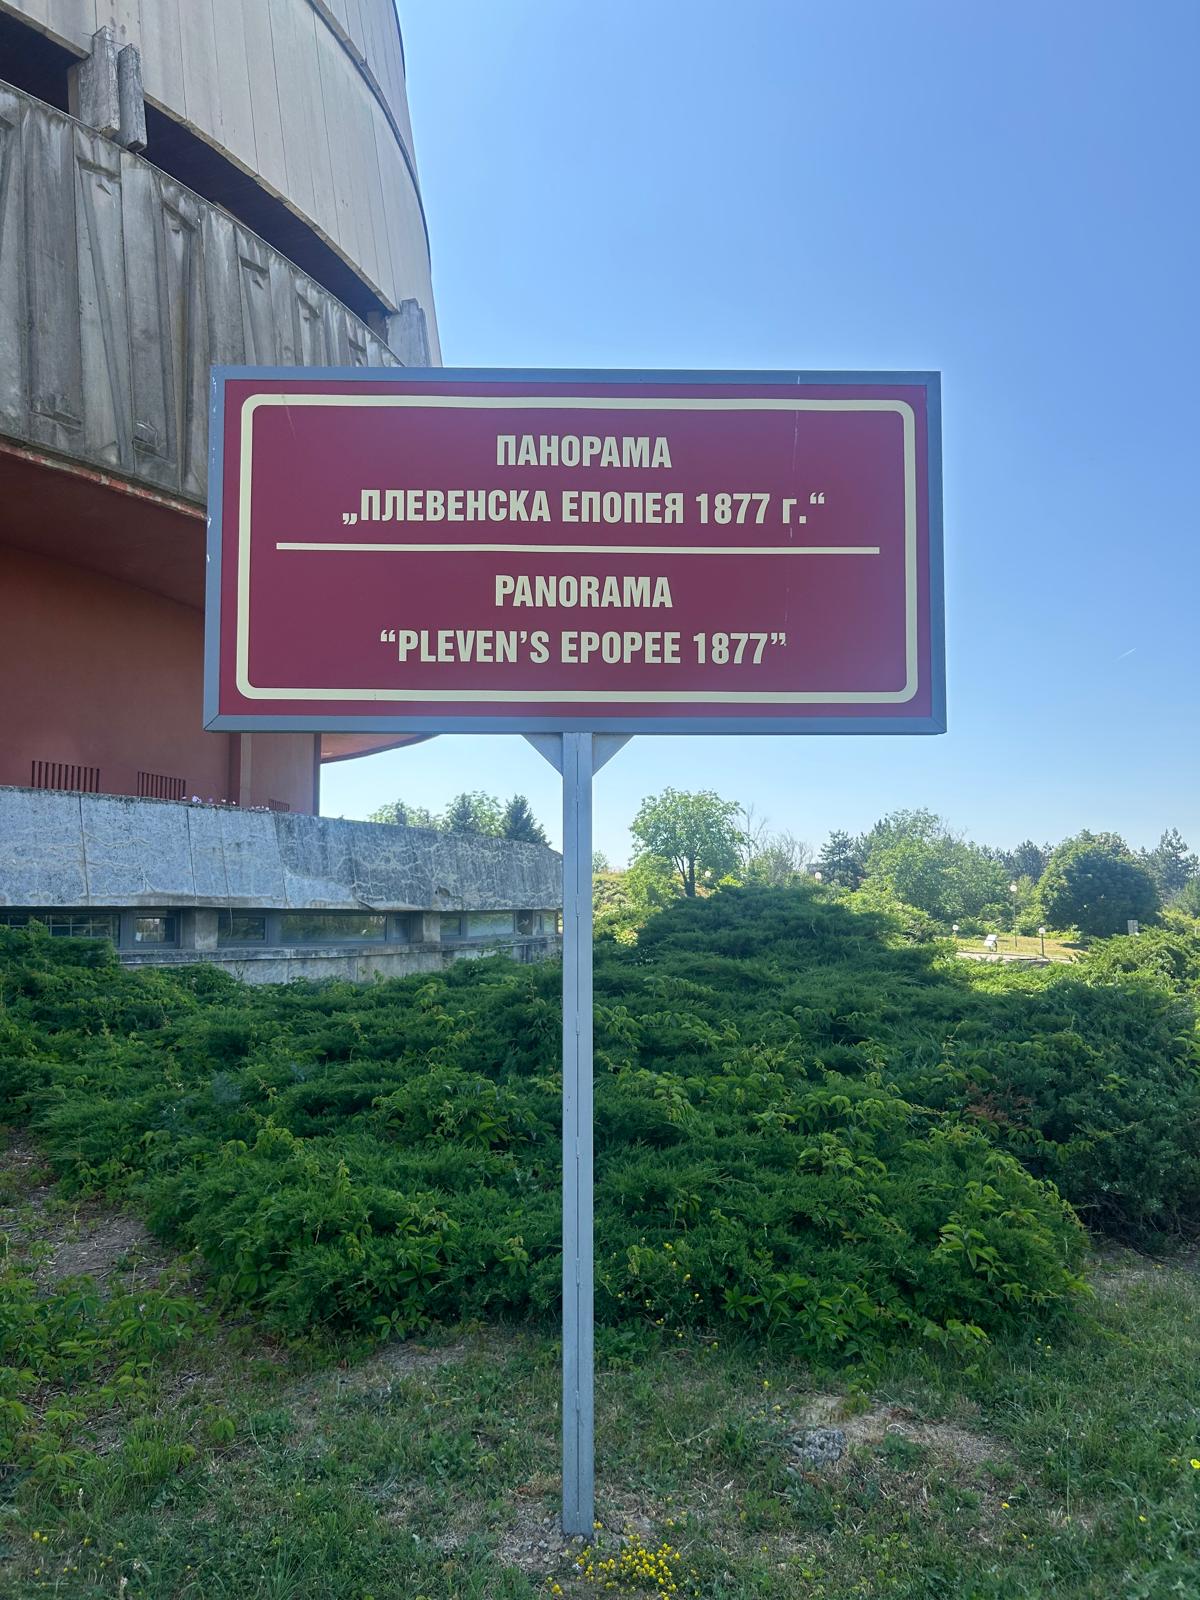 ПАНОРАМА
„ПЛЕВЕНСКА ЕПОПЕЯ 1877 г.“
PANORAMA
“PLEVEN’S EPOPEE 1877”